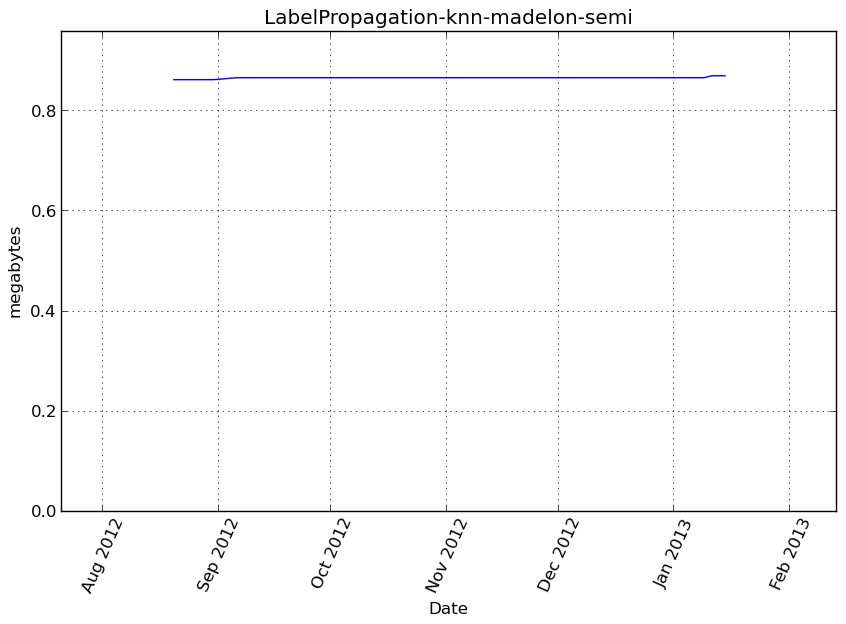 LabelPropagation-knn-madelon-semi
megabytes
0.8
0.6
0.4
0.2
0.0
Aug 2012
Sep 2012
Oct 2012
Nov 2012
Dec 2012
Jan 2013
Feb 2013
Date